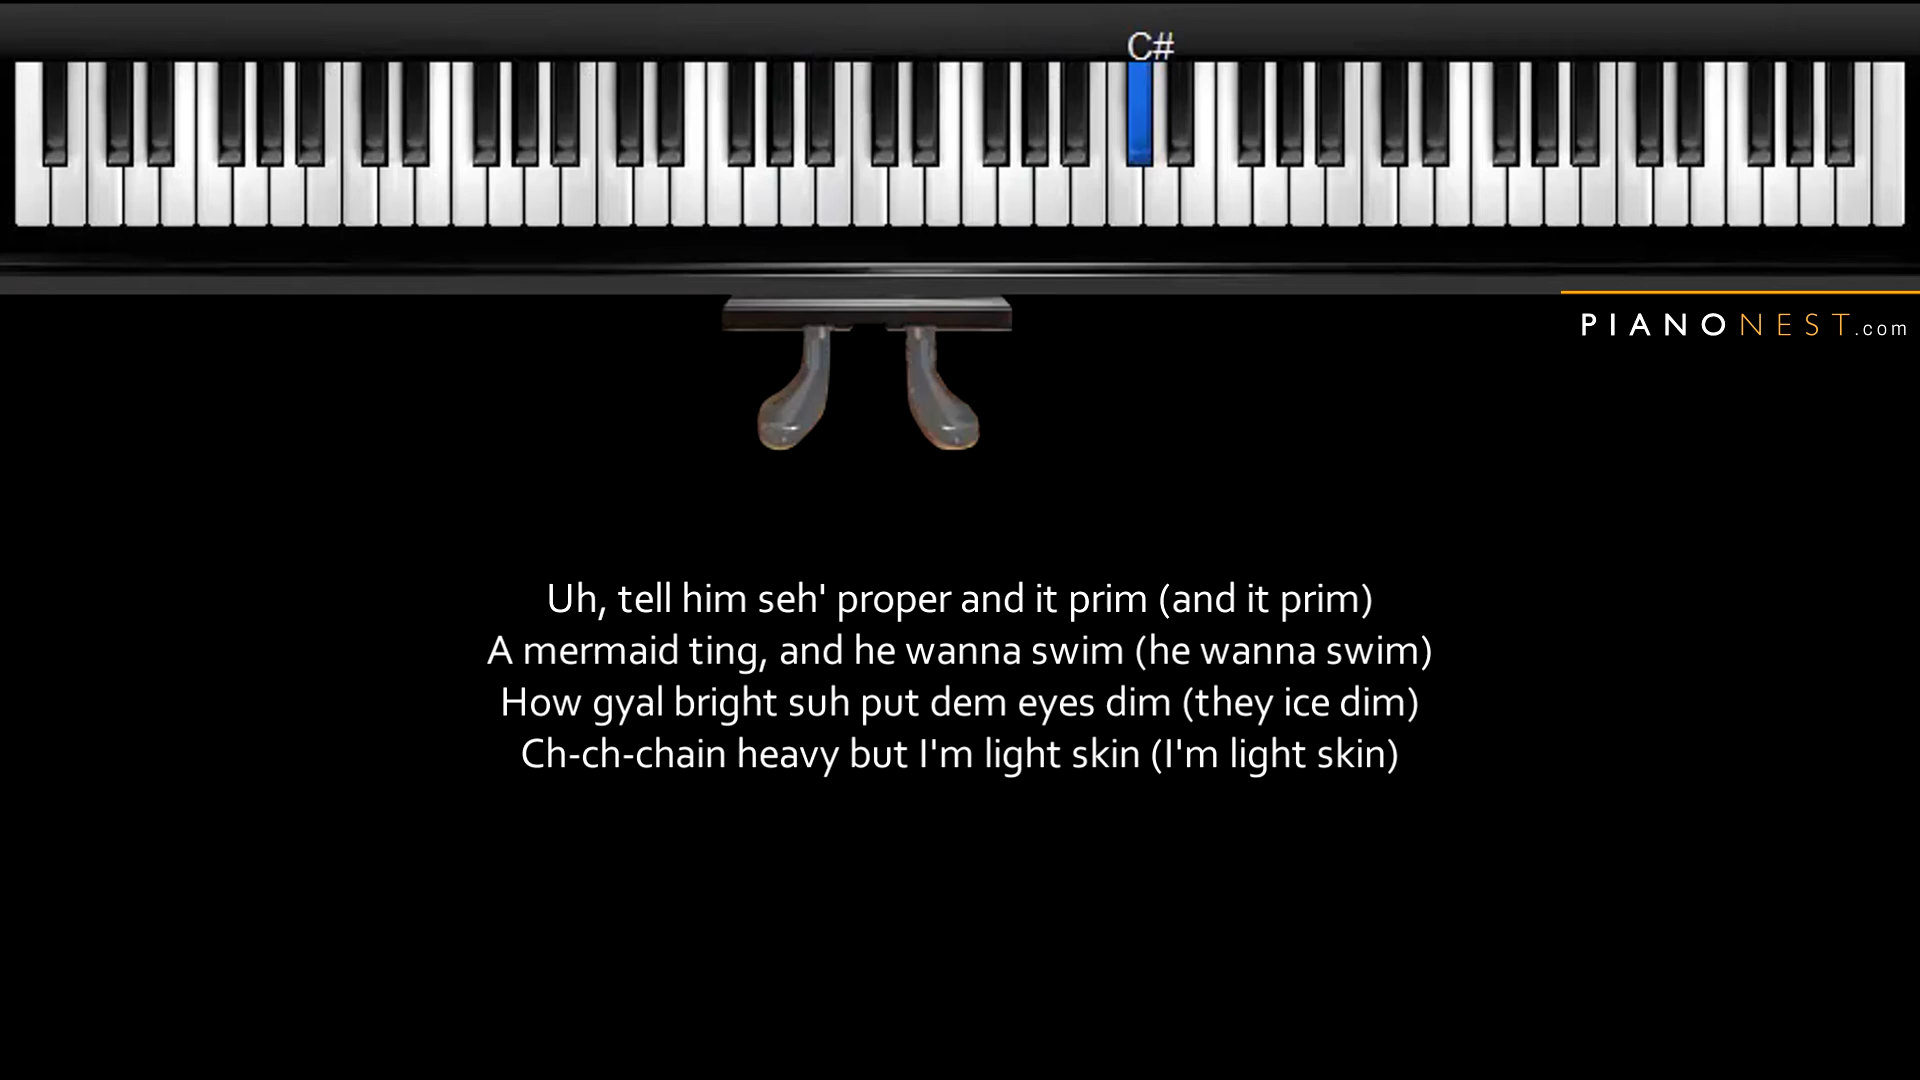 C#
PIANONEST.com
Uh, tell him seh' proper and it prim (and it prim)
A mermaid ting, and he wanna swim (he wanna swim)
How gyal bright suh put dem eyes dim (they ice dim)
Ch-ch-chain heavy but I'm light skin (I'm light skin)